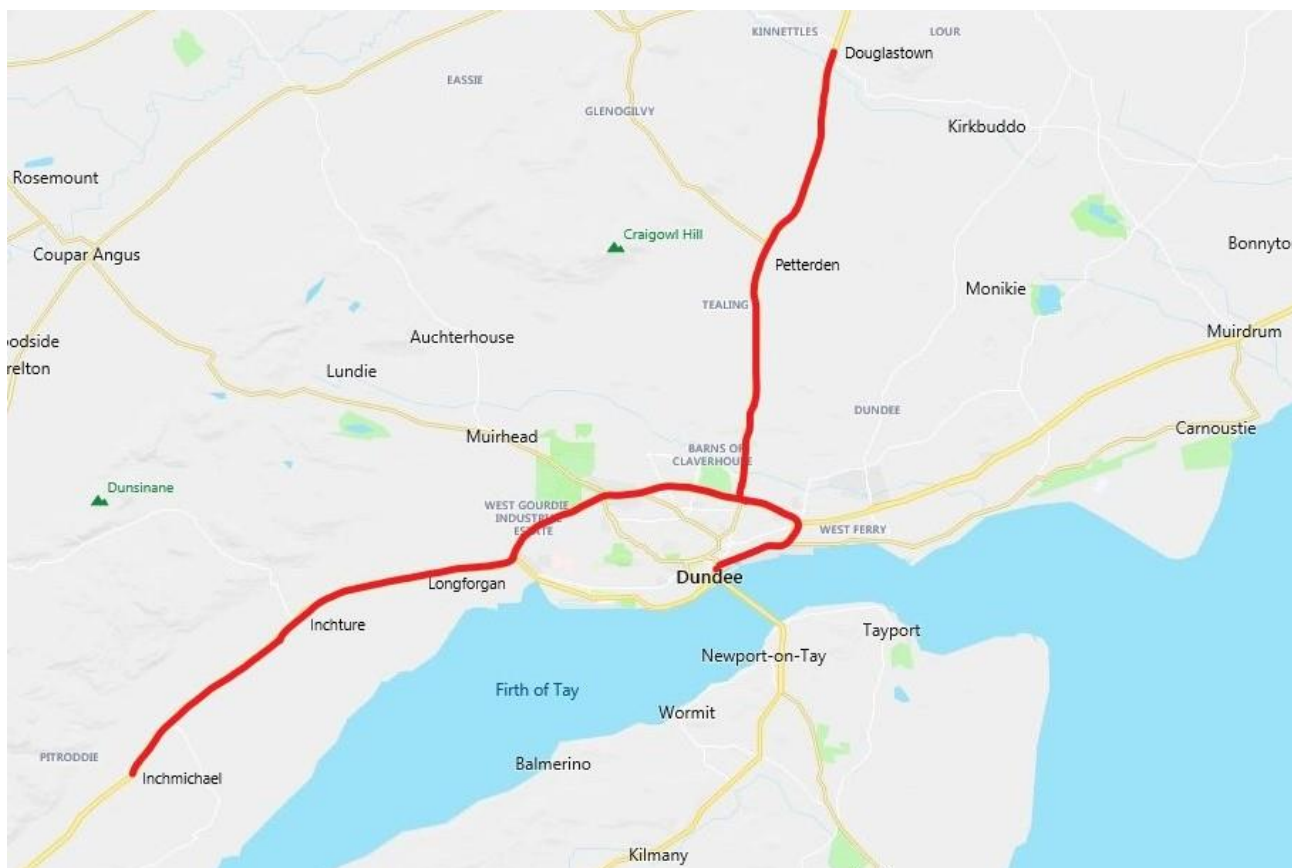 KINNETTLES
LOUR
Douglastown
EASSIE
GLENOGILVY
Kirkbuddo
Rosemount
Craigowl Hill
Bonnyto
Coupar Angus
Petterden
Monikie
TEALING
Muirdrum
Auchterhouse
oodside
relton
Lundie
DUNDEE
Carnoustie
Muirhead
BARNS OF
CLAVERHOUSE
Dunsinane
WEST GOURDIE
INDUSTRIAL
ESTATE
WEST FERRY
Dundee
Longforgan
Inchture
Tayport
Newport-on-Tay
Firth of Tay
Wormit
PITRODDIE
Balmerino
Inchmichael
Kilmany